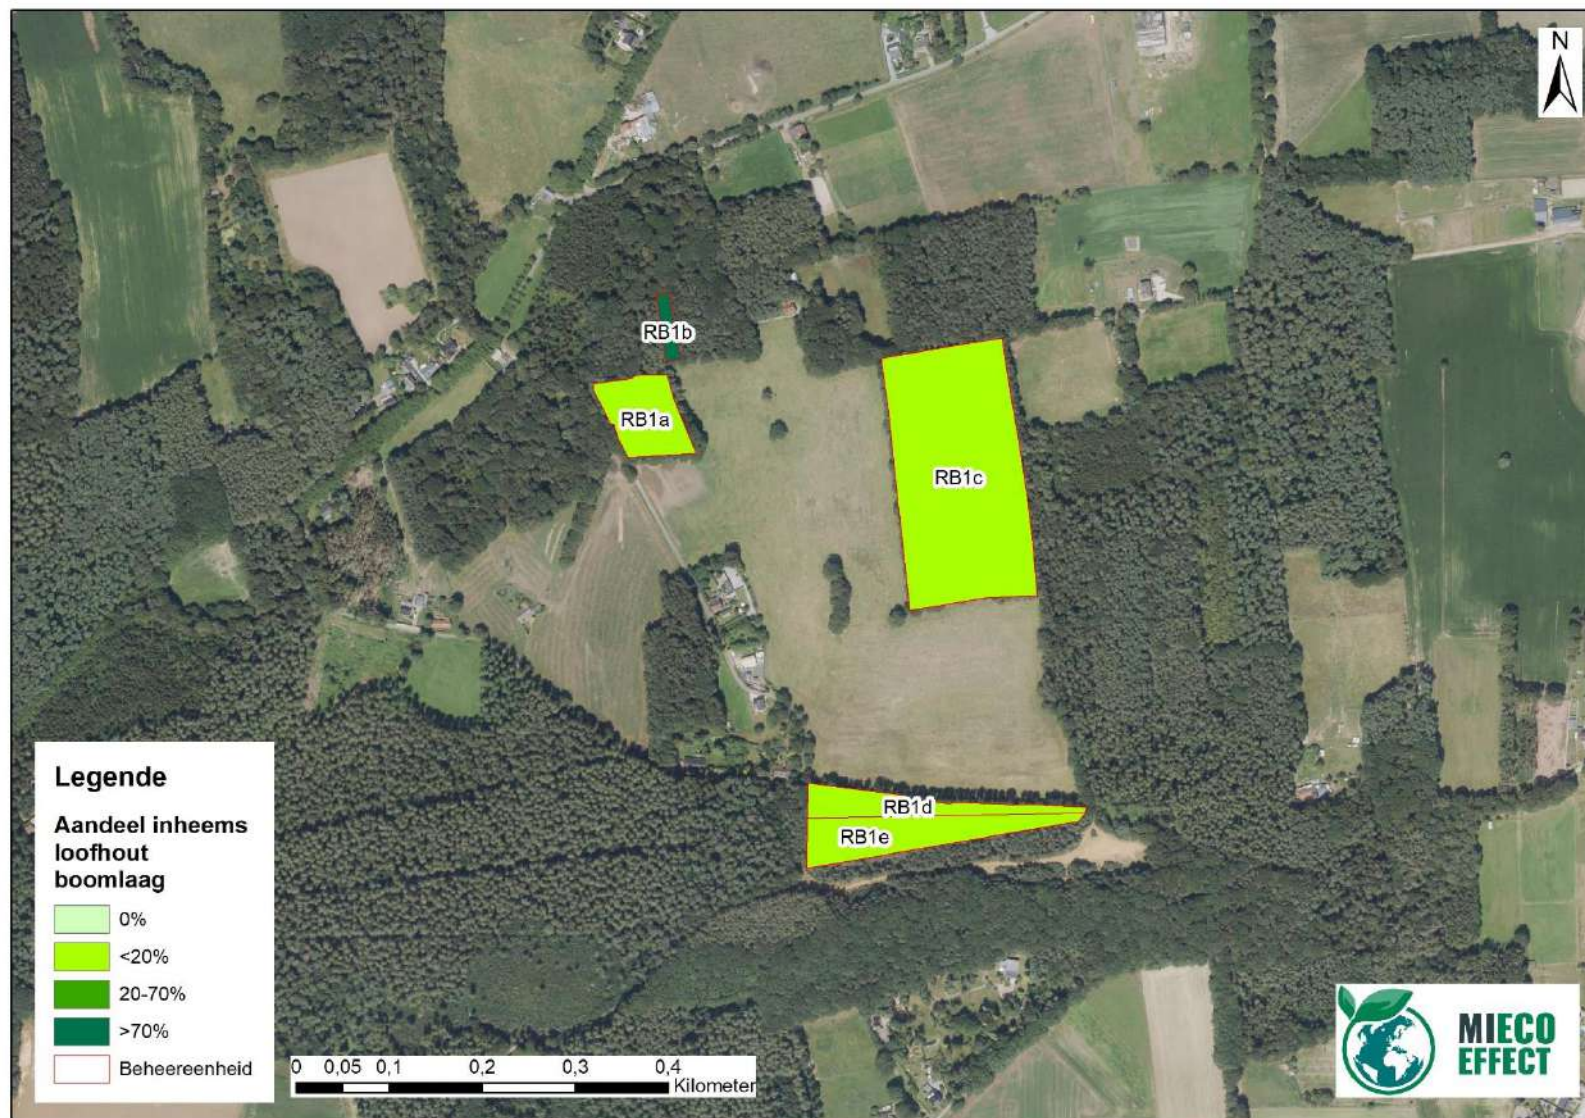 N
RB1b
RB1a
RB1c
RB1d
RB1e
Legende
Aandeel inheems
loofhout
boomlaag
0%
<20%
20-70%
>70%
Beheereenheid
0 0,05 0,1 0,2 0,3 0,4
Kilometer
MIECO
EFFECT